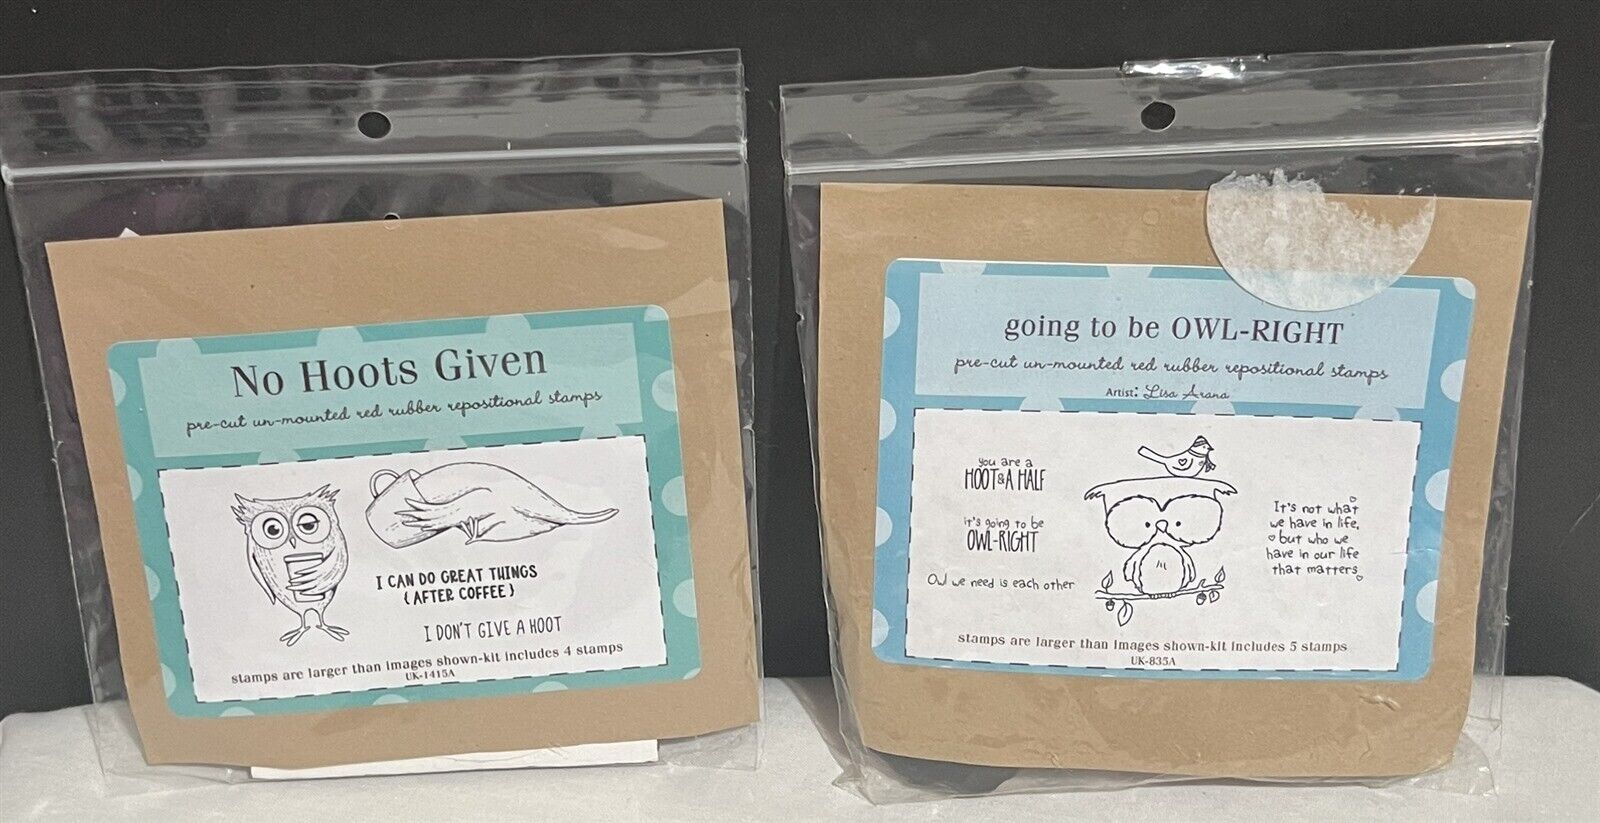 No Hoots Given
pre-cut un-mounted red rubber repositional stamps
I CAN DO GREAT THINGS
{AFTER COFFEE}
I DON'T GIVE A HOOT
stamps are larger than images shown-kit includes 4 stamps
UK-1415A
going to be OWL-RIGHT
pre-cut un-mounted red rubber repositional stamps
Artist: Lisa Arana
you are a
HOOT & A HALF
it's going to be
OWL-RIGHT
Owl we need is each other
It's not what
we have in life,
but who we
have in our life
that matters
stamps are larger than images shown-kit includes 5 stamps
UK-835A